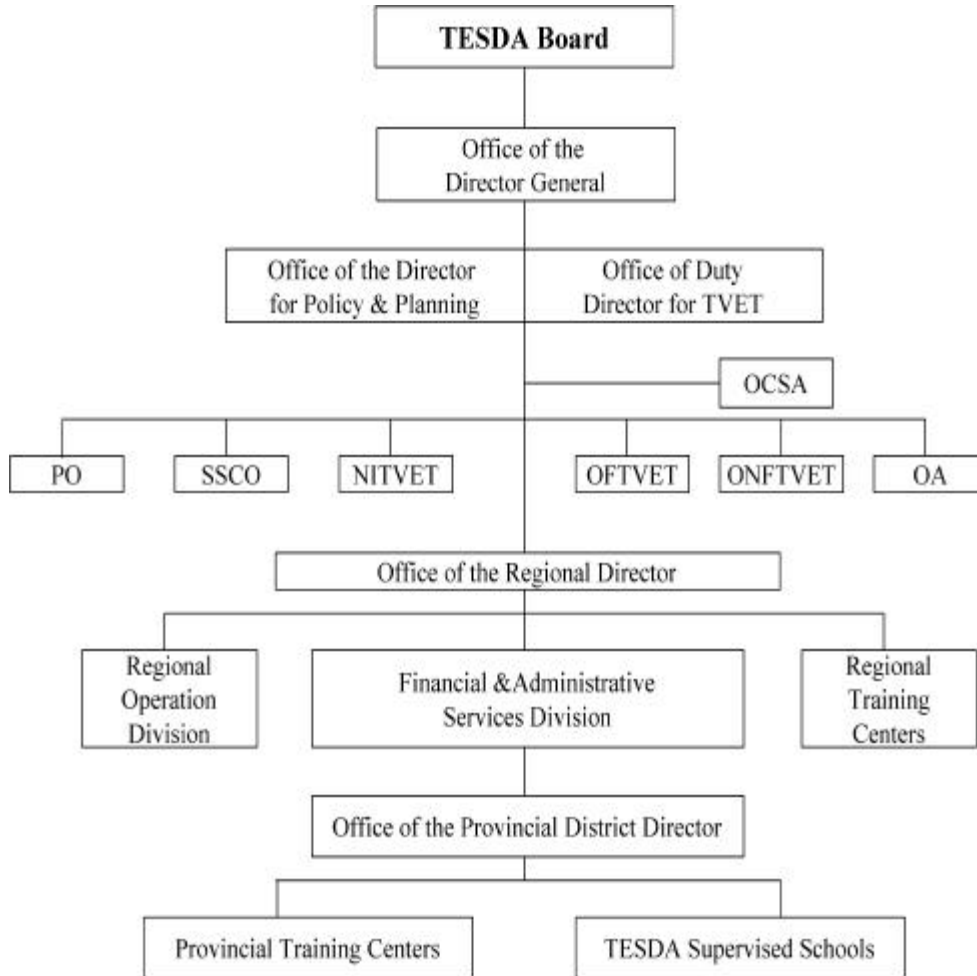 TESDA Board
Office of the
Director General
Office of the Director
for Policy & Planning
Office of Duty
Director for TVET
OCSA
PO
SSCO
NITVET
OFTVET
ONFTVET
OA
Office of the Regional Director
Regional
Operation
Division
Financial &Administrative
Services Division
Regional
Training
Centers
Office of the Provincial District Director
Provincial Training Centers
TESDA Supervised Schools